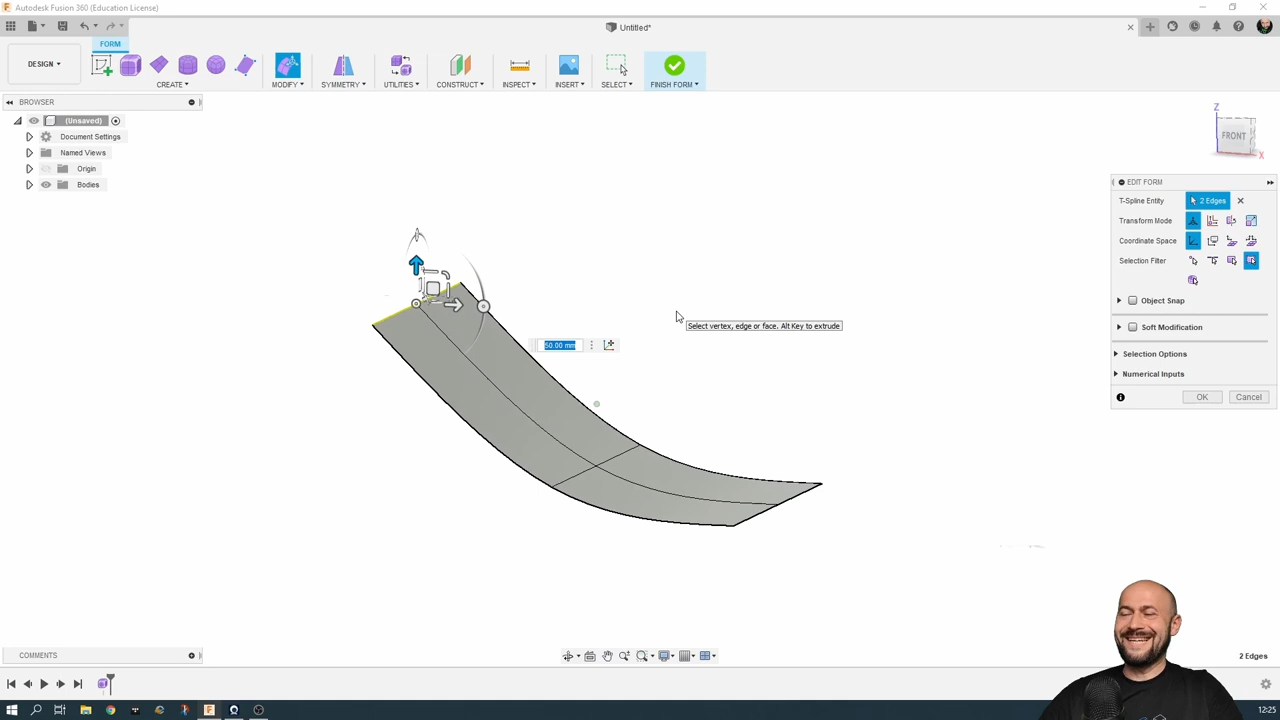 Autodesk Fusion 360 (Education License)
Untitled*
FORM
DESIGN
CREATE
MODIFY
SYMMETRY
UTILITIES
CONSTRUCT
INSPECT
INSERT
SELECT
FINISH FORM
BROWSER
(Unsaved)
Document Settings
Named Views
Origin
Bodies
Z
FRONT
X
EDIT FORM
T-Spline Entity
2 Edges
Transform Mode
Coordinate Space
Selection Filter
Object Snap
Soft Modification
Selection Options
Numerical Inputs
OK
Cancel
Select vertex, edge or face. Alt Key to extrude
50.00 mm
COMMENTS
2 Edges
12:25